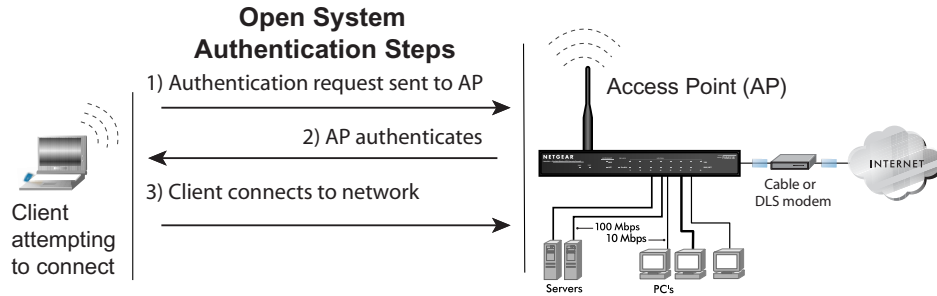 Open System
Authentication Steps
1) Authentication request sent to AP
2) AP authenticates
3) Client connects to network
Client
attempting
to connect
Access Point (AP)
NETGEAR
INTERNET
Cable or
DLS modem
100 Mbps
10 Mbps
Servers
PC's